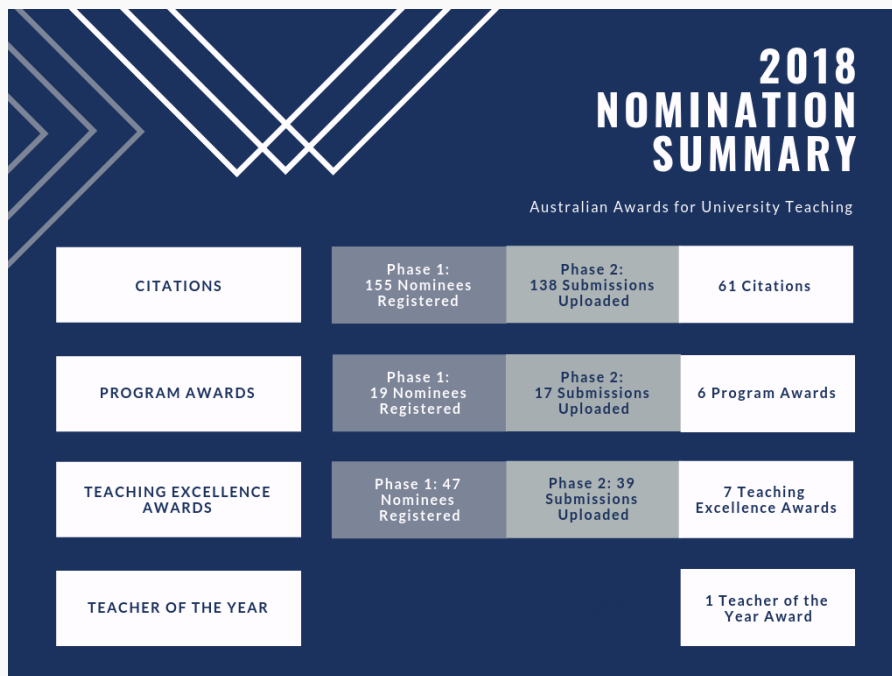 2018
NOMINATION
SUMMARY
Australian Awards for University Teaching
CITATIONS
Phase 1:
155 Nominees
Registered
Phase 2:
138 Submissions
Uploaded
61 Citations
PROGRAM AWARDS
Phase 1:
19 Nominees
Registered
Phase 2:
17 Submissions
Uploaded
6 Program Awards
TEACHING EXCELLENCE
AWARDS
Phase 1: 47
Nominees
Registered
Phase 2: 39
Submissions
Uploaded
7 Teaching
Excellence Awards
TEACHER OF THE YEAR
1 Teacher of the
Year Award